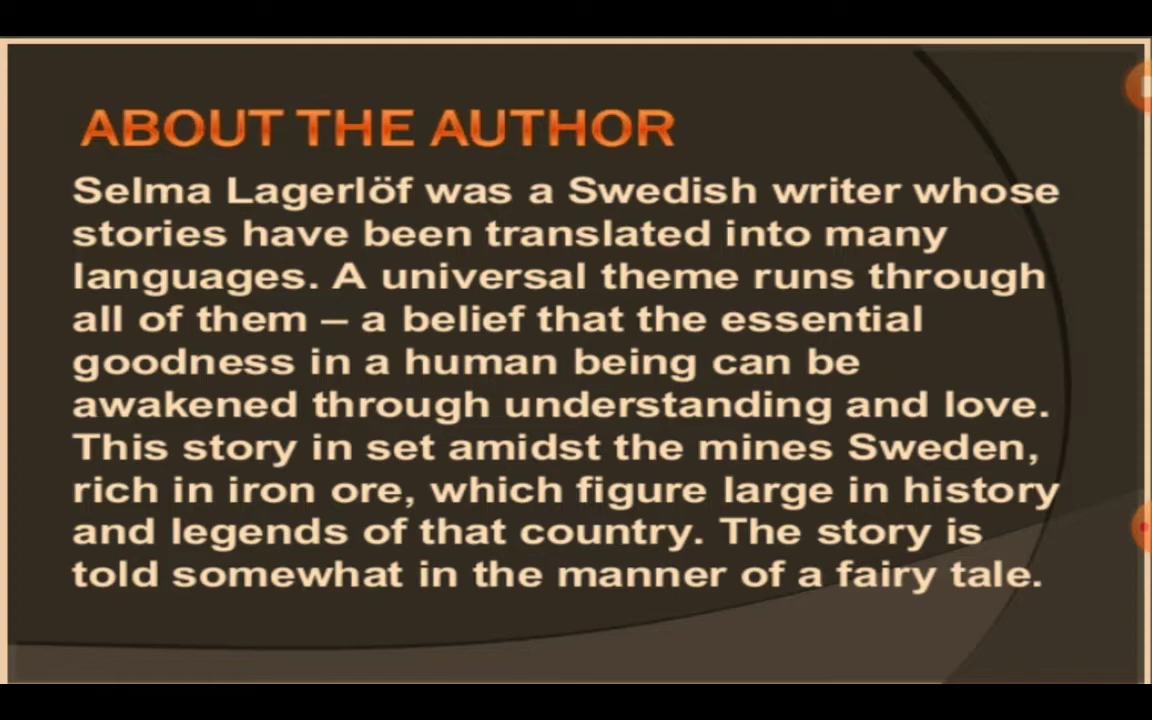 ABOUT THE AUTHOR
Selma Lagerlöf was a Swedish writer whose
stories have been translated into many
languages. A universal theme runs through
all of them – a belief that the essential
goodness in a human being can be
awakened through understanding and love.
This story in set amidst the mines Sweden,
rich in iron ore, which figure large in history
and legends of that country. The story is
told somewhat in the manner of a fairy tale.